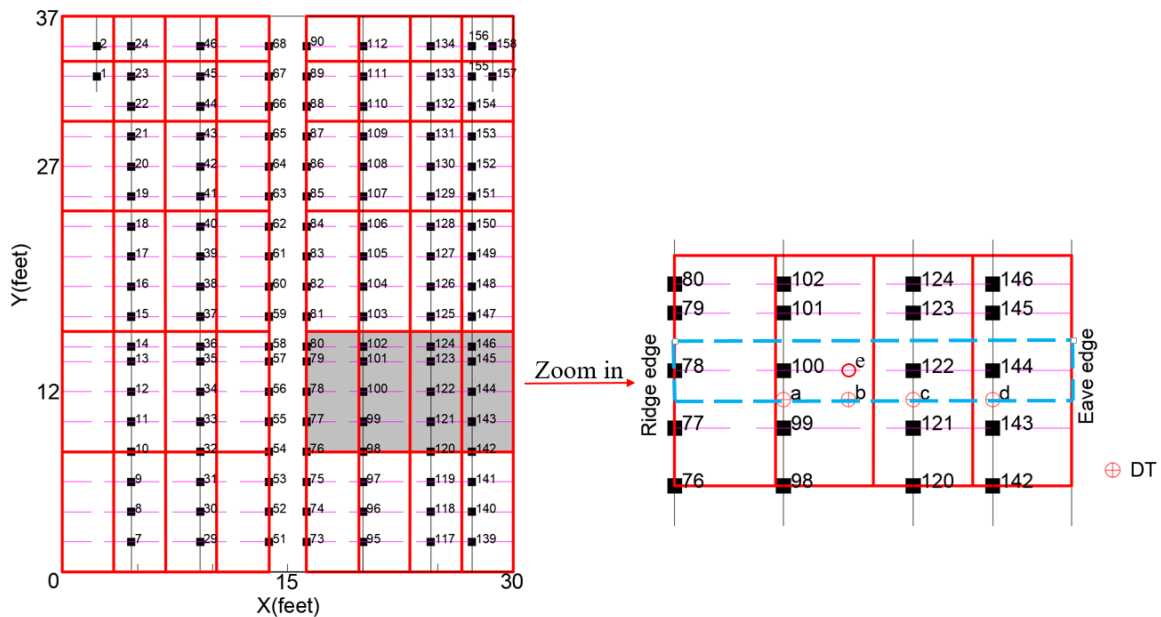 37
2 24 46 68 90 112 134 156 158
1 23 45 67 89 111 133 155 157
22 44 66 88 110 132 154
21 43 65 87 109 131 153
27 20 42 64 86 108 130 152
19 41 63 85 107 129 151
18 40 62 84 106 128 150
17 39 61 83 105 127 149
16 38 60 82 104 126 148
15 37 59 81 103 125 147
14 36 58 80 102 124 146
13 35 57 79 101 123 145
12 12 34 56 78 100 122 144
11 33 55 77 99 121 143
10 32 54 76 98 120 142
9 31 53 75 97 119 141
8 30 52 74 96 118 140
7 29 51 73 95 117 139
0 15 30
X(feet)
Y(feet)
Zoom in
80 102 124 146
79 101 123 145
78 100 e 122 144
a b c d
77 99 121 143
76 98 120 142
Ridge edge
Eave edge
DT